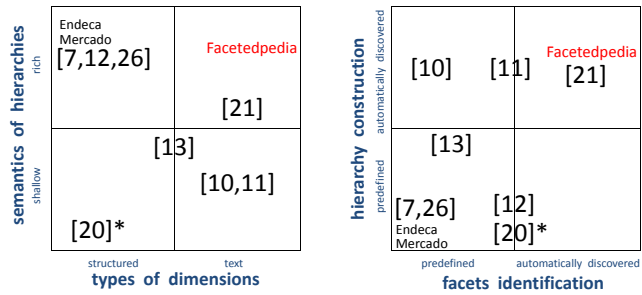 semantics of hierarchies
rich
shallow
Endeca
Mercado
[7,12,26]
Facetedpedia
[21]
[13]
[10,11]
[20]*
structured
text
types of dimensions
hierarchy construction
automatically discovered
predefined
Facetedpedia
[10]
[11]
[21]
[13]
[7,26]
[12]
Endeca
Mercado
[20]*
predefined
automatically discovered
facets identification